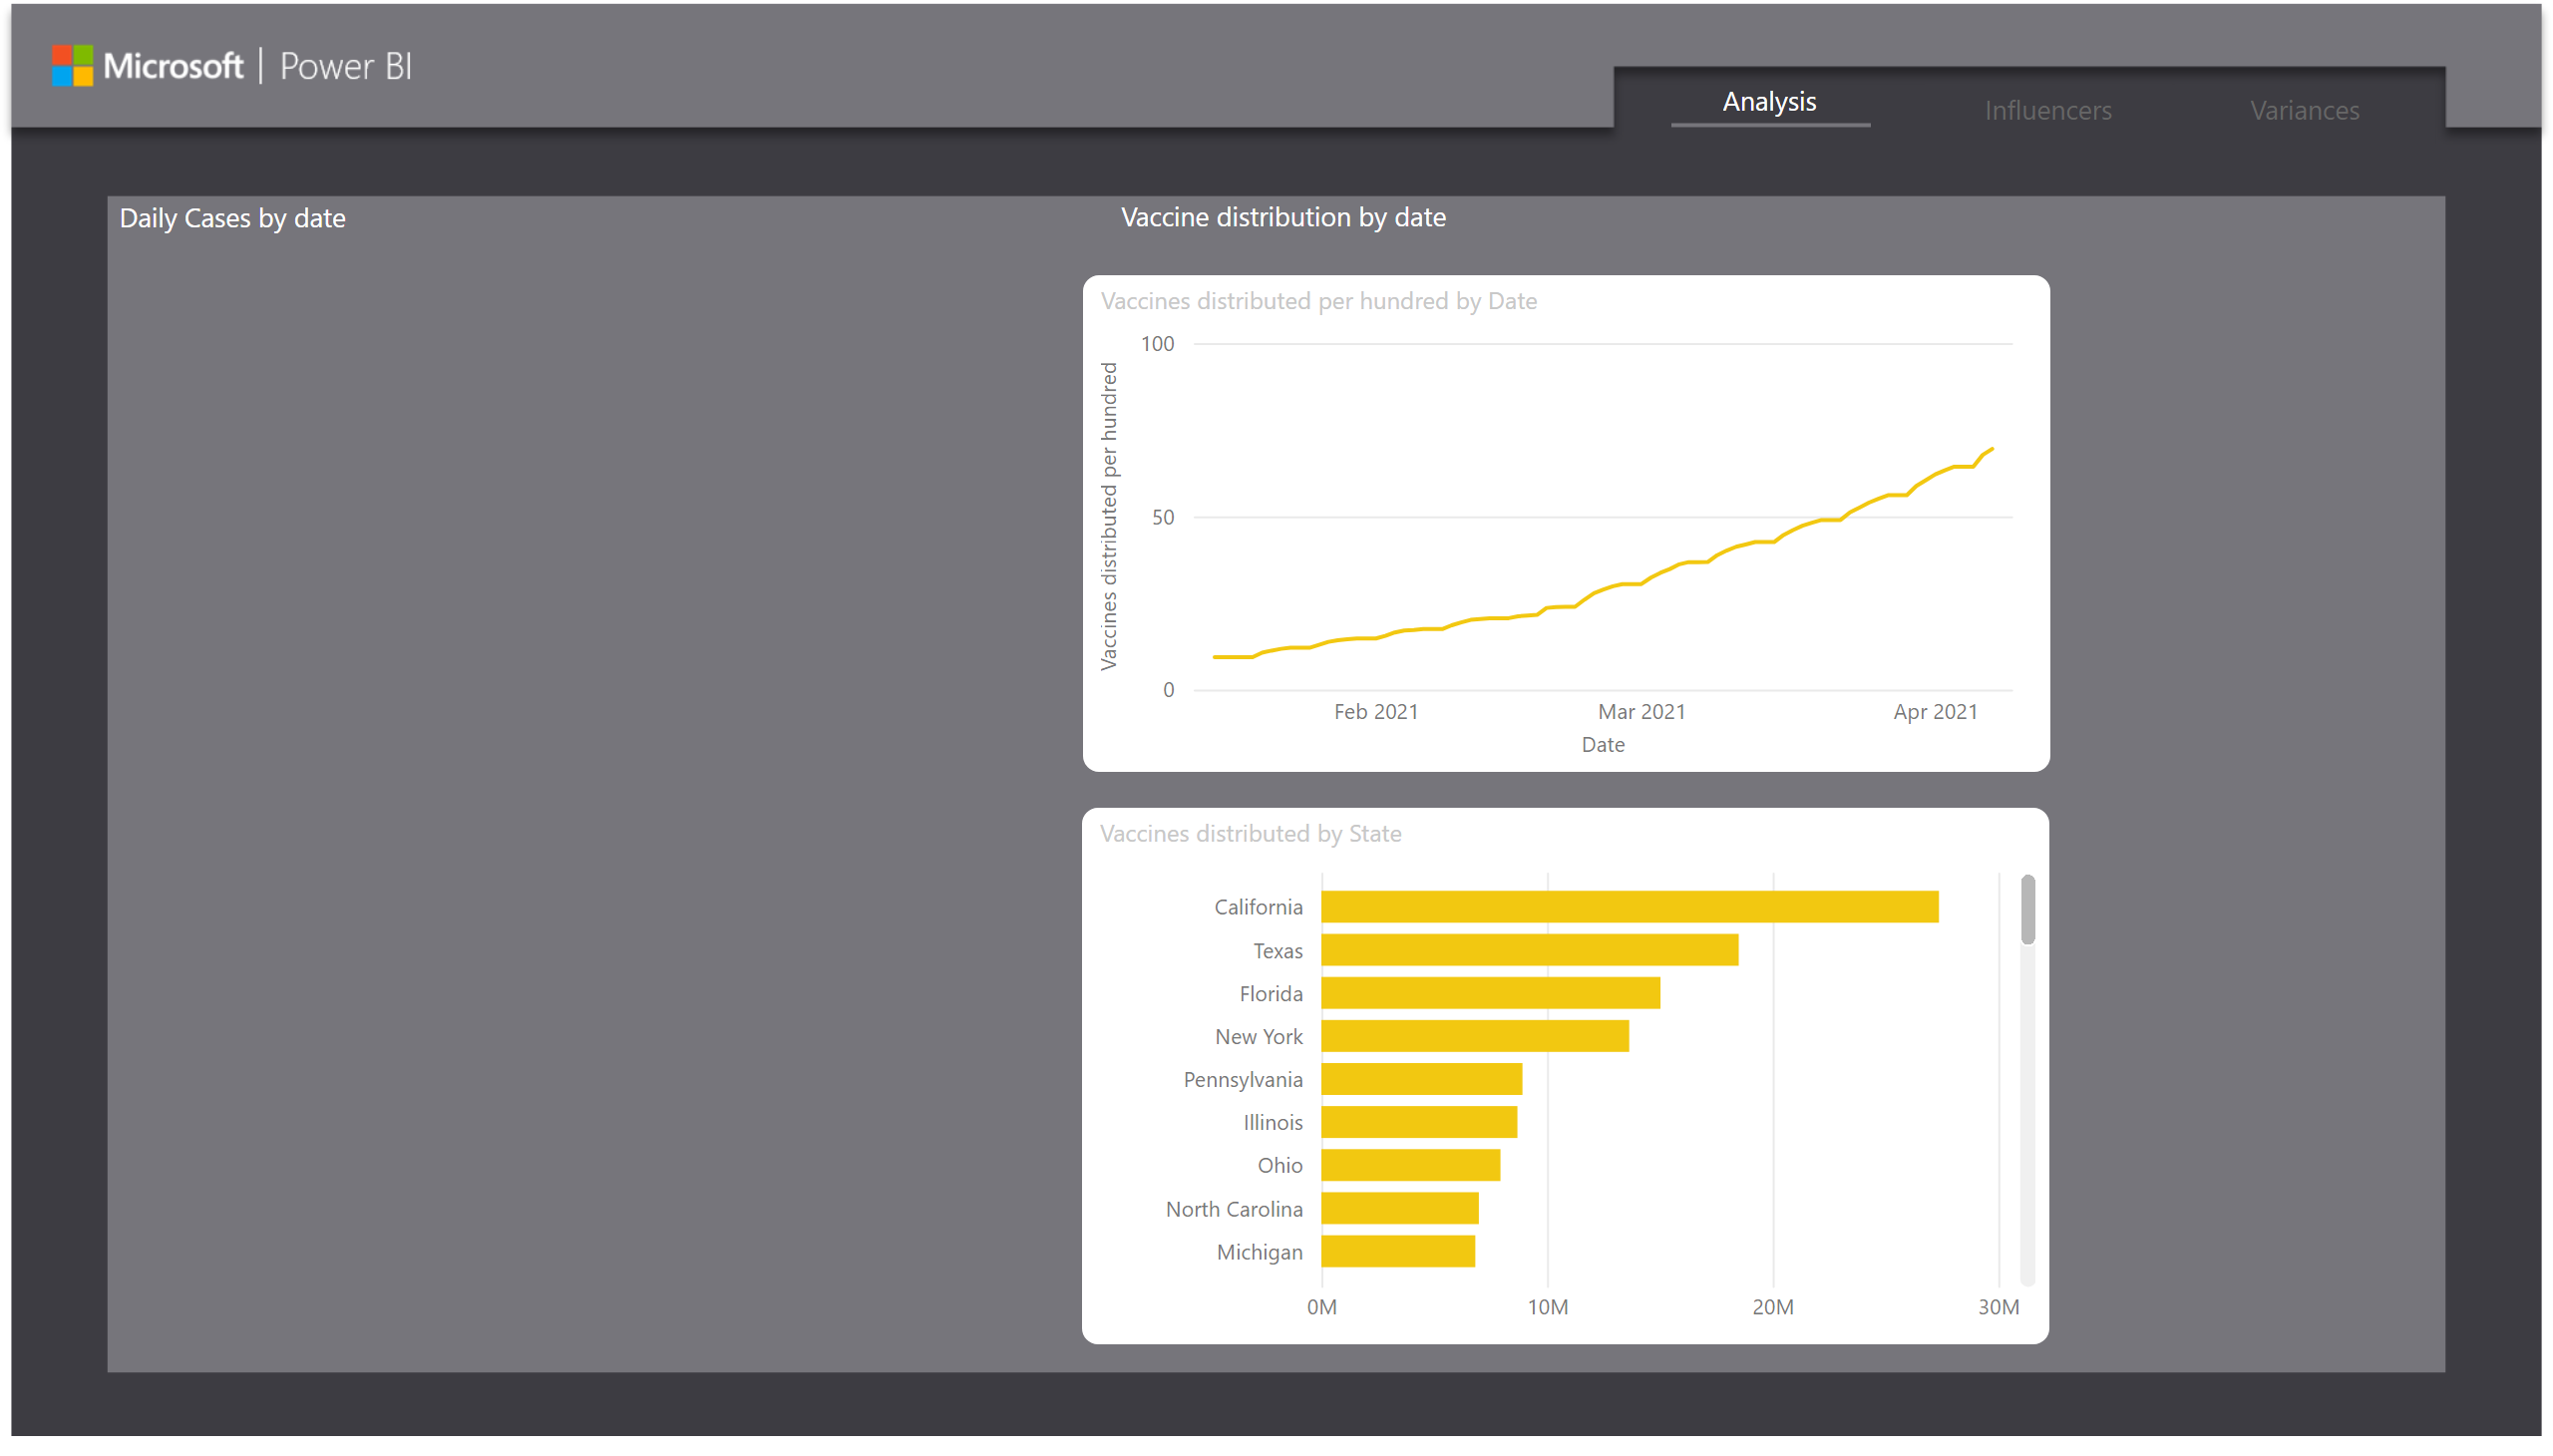 Microsoft | Power BI
Analysis
Influencers
Variances
Daily Cases by date
Vaccine distribution by date
Vaccines distributed per hundred by Date
Vaccines distributed per hundred
100
50
0
Feb 2021
Mar 2021
Apr 2021
Date
Vaccines distributed by State
California
Texas
Florida
New York
Pennsylvania
Illinois
Ohio
North Carolina
Michigan
0M
10M
20M
30M